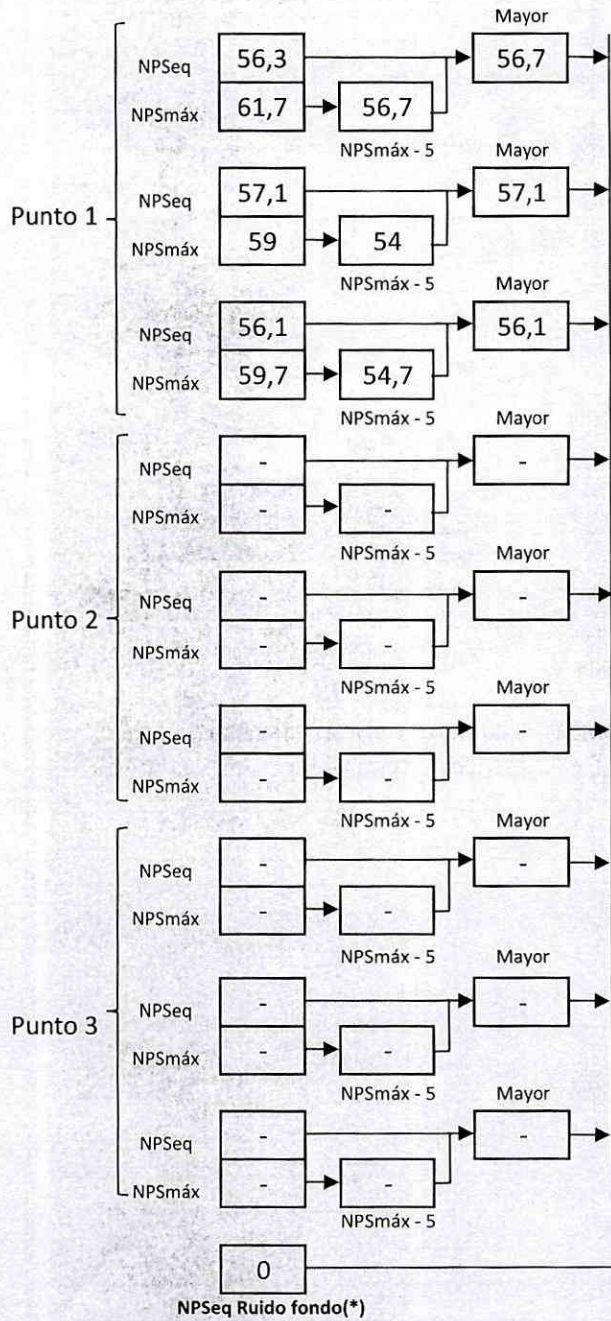 Mayor
NPSeq 56,3 56,7
NPSmáx 61,7 56,7
NPSmáx - 5 Mayor
NPSeq 57,1 57,1
Punto 1
NPSmáx 59 54
NPSmáx - 5 Mayor
NPSeq 56,1 56,1
NPSmáx 59,7 54,7
NPSmáx - 5 Mayor
NPSeq - -
NPSmáx - -
NPSmáx - 5 Mayor
NPSeq - -
Punto 2
NPSmáx - -
NPSmáx - 5 Mayor
NPSeq - -
NPSmáx - -
NPSmáx - 5 Mayor
NPSeq - -
NPSmáx - -
NPSmáx - 5 Mayor
NPSeq - -
Punto 3
NPSmáx - -
NPSmáx - 5 Mayor
NPSeq - -
NPSmáx - -
NPSmáx - 5
0
NPSeq Ruido fondo(*)